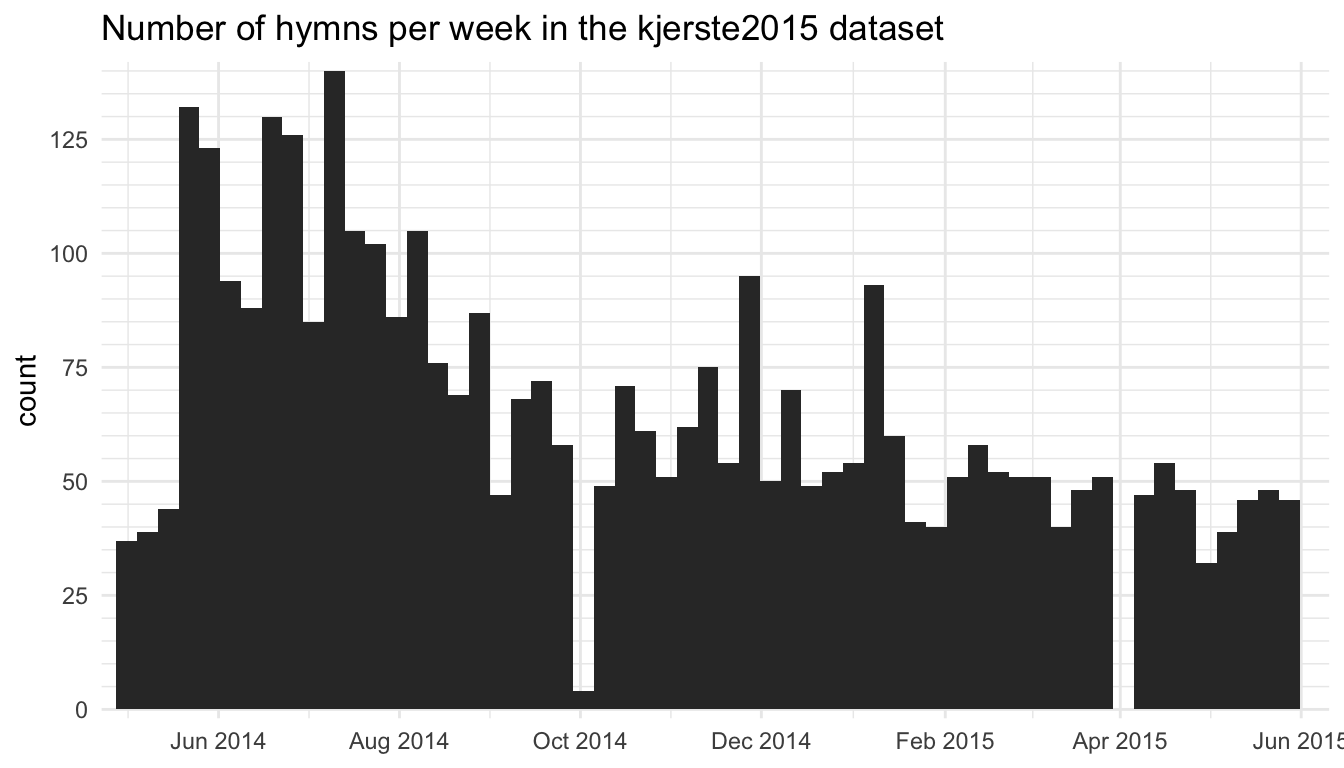 Number of hymns per week in the kjerste2015 dataset
count
125
100
75
50
25
0
Jun 2014
Aug 2014
Oct 2014
Dec 2014
Feb 2015
Apr 2015
Jun 2015